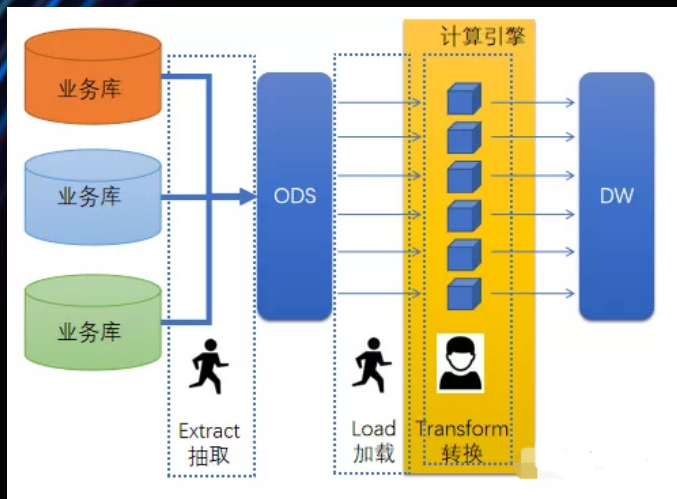 计算引擎
业务库
业务库
业务库
ODS
DW
Extract
抽取
Load
加载
Transform
转换